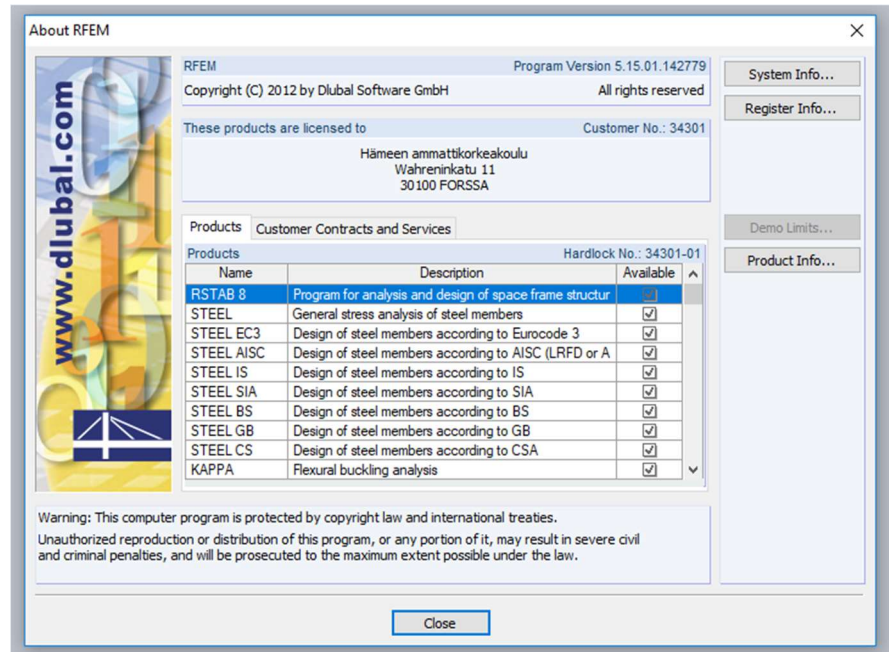 About RFEM
www.dlubal.com
RFEM Program Version 5.15.01.142779
Copyright (C) 2012 by Dlubal Software GmbH All rights reserved
These products are licensed to Customer No.: 34301
Hämeen ammattikorkeakoulu
Wahreninkatu 11
30100 FORSSA
Products Customer Contracts and Services
Products Hardlock No.: 34301-01
Name Description Available
RSTAB 8 Program for analysis and design of space frame structur
STEEL General stress analysis of steel members
STEEL EC3 Design of steel members according to Eurocode 3
STEEL AISC Design of steel members according to AISC (LRFD or A
STEEL IS Design of steel members according to IS
STEEL SIA Design of steel members according to SIA
STEEL BS Design of steel members according to BS
STEEL GB Design of steel members according to GB
STEEL CS Design of steel members according to CSA
KAPPA Flexural buckling analysis
System Info...
Register Info...
Demo Limits...
Product Info...
Warning: This computer program is protected by copyright law and international treaties.
Unauthorized reproduction or distribution of this program, or any portion of it, may result in severe civil
and criminal penalties, and will be prosecuted to the maximum extent possible under the law.
Close